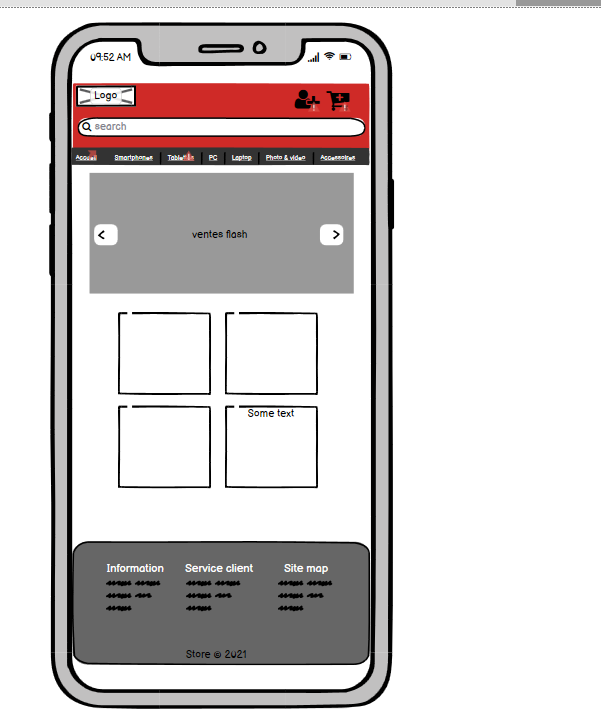 09:52 AM
Logo
search
Accueil Smartphones Tablettes PC Laptop Photo & video Accessoires
ventes flash
Some text
Information Service client Site map
Store © 2021